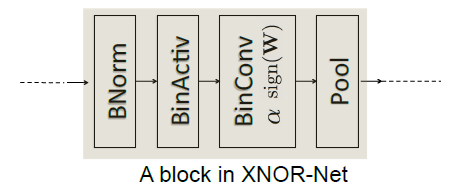 BNorm
BinActiv
BinConv
α sign(W)
Pool
A block in XNOR-Net